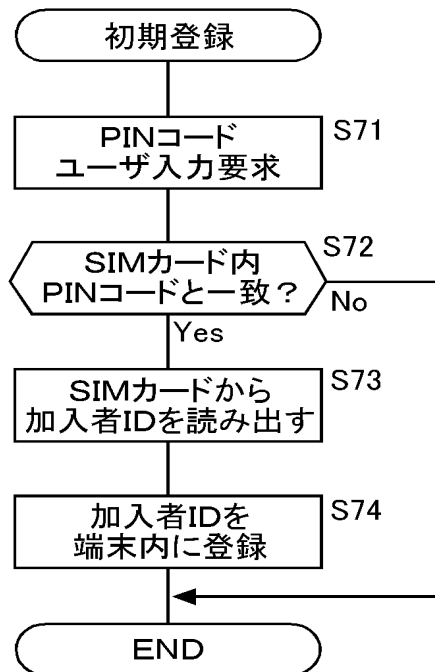 初期登録
PINコード
ユーザ入力要求
S71
SIMカード内
PINコードと一致？
S72
No
Yes
SIMカードから
加入者IDを読み出す
S73
加入者IDを
端末内に登録
S74
END